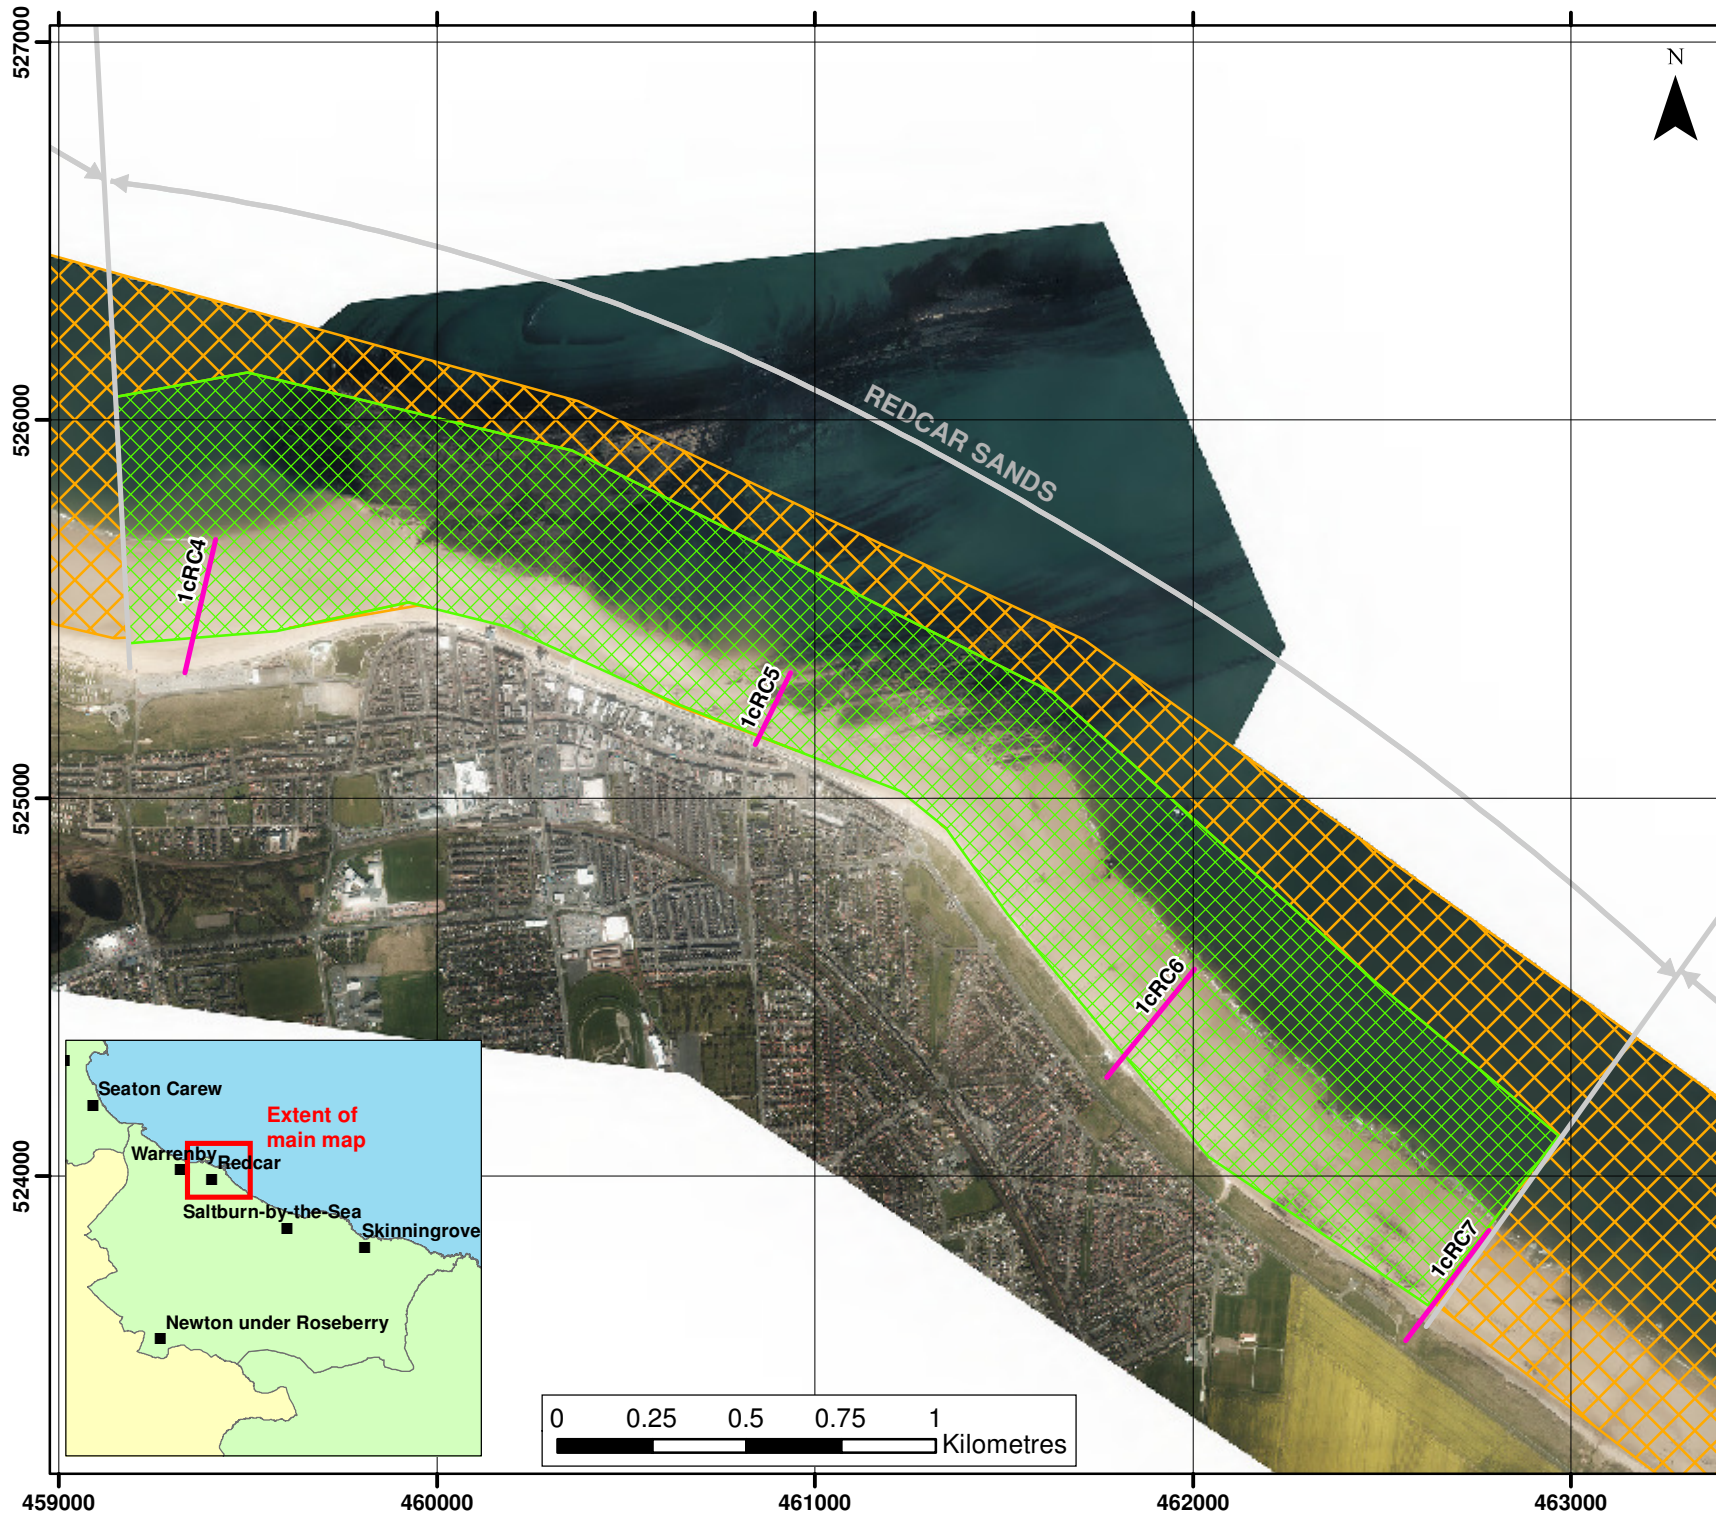 527000
N
REDCAR SANDS
526000
1cRC4
1cRC5
525000
1cRC6
524000
1cRC7
Seaton Carew
Extent of
main map
Warrenby
Redcar
Saltburn-by-the-Sea
Skinningrove
Newton under Roseberry
0 0.25 0.5 0.75 1
Kilometres
459000 460000 461000 462000 463000